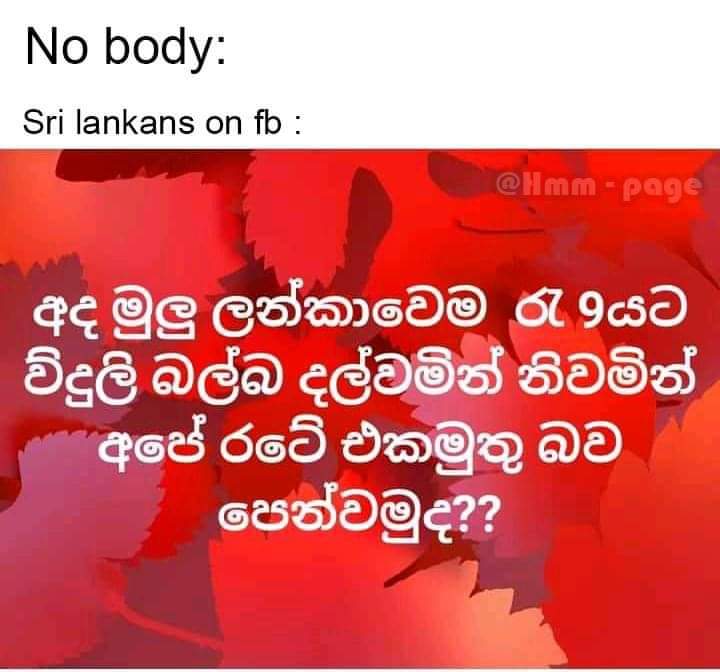 No body:
Sri lankans on fb :
@Hmm - page
අද මුලු ලන්කාවෙම රෑ 9යට
විදුලි බල්බ දල්වමින් නිවමින්
අපේ රටේ එකමුතු බව
පෙන්වමුද??